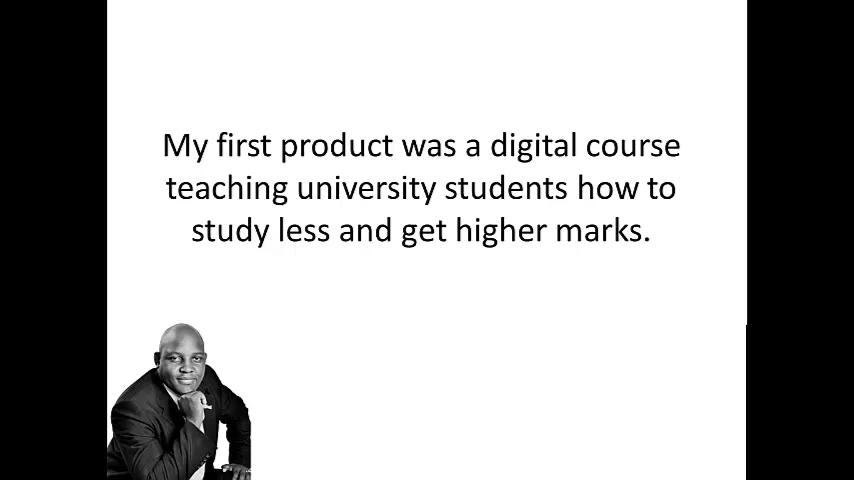 My first product was a digital course
teaching university students how to
study less and get higher marks.